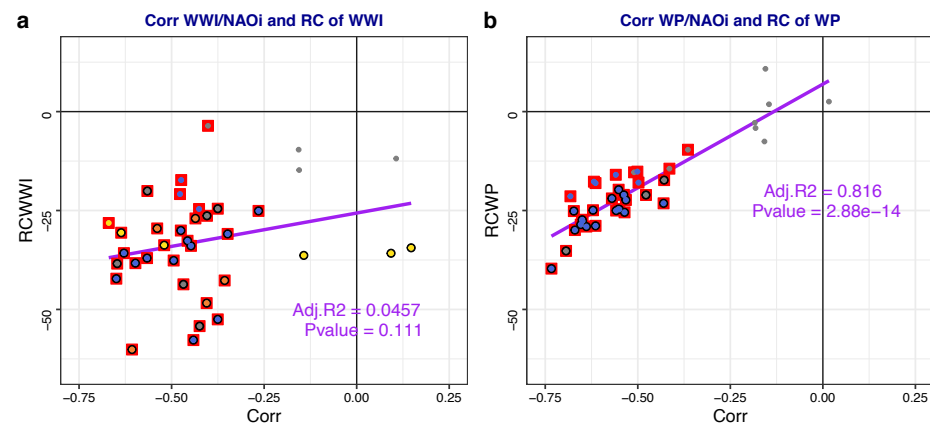 a
Corr WWI/NAOi and RC of WWI
RCWWI
0
−25
−50
Adj.R2 = 0.0457
Pvalue = 0.111
−0.75
−0.50
−0.25
0.00
0.25
Corr
b
Corr WP/NAOi and RC of WP
RCWP
0
−25
−50
Adj.R2 = 0.816
Pvalue = 2.88e−14
−0.75
−0.50
−0.25
0.00
0.25
Corr